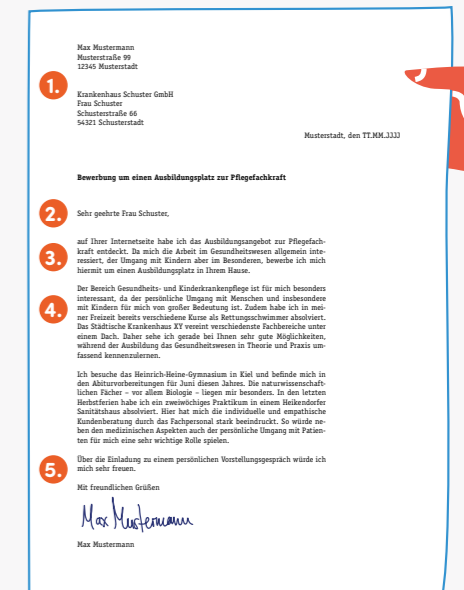 Max Mustermann
Musterstraße 99
12345 Musterstadt
1.
Krankenhaus Schuster GmbH
Frau Schuster
Schusterstraße 66
54321 Schusterstadt
Musterstadt, den TT.MM.JJJJ
Bewerbung um einen Ausbildungsplatz zur Pflegefachkraft
2.
Sehr geehrte Frau Schuster,
3.
auf Ihrer Internetseite habe ich das Ausbildungsangebot zur Pflegefach-
kraft entdeckt. Da mich die Arbeit im Gesundheitswesen allgemein inte-
ressiert, der Umgang mit Kindern aber im Besonderen, bewerbe ich mich
hiermit um einen Ausbildungsplatz in Ihrem Hause.
4.
Der Bereich Gesundheits- und Kinderkrankenpflege ist für mich besonders
interessant, da der persönliche Umgang mit Menschen und insbesondere
mit Kindern für mich von großer Bedeutung ist. Zudem habe ich in mei-
ner Freizeit bereits verschiedene Kurse als Rettungsschwimmer absolviert.
Das Städtische Krankenhaus XY vereint verschiedenste Fachbereiche unter
einem Dach. Daher sehe ich gerade bei Ihnen sehr gute Möglichkeiten,
während der Ausbildung das Gesundheitswesen in Theorie und Praxis um-
fassend kennenzulernen.
Ich besuche das Heinrich-Heine-Gymnasium in Kiel und befinde mich in
den Abiturvorbereitungen für Juni diesen Jahres. Die naturwissenschaft-
lichen Fächer – vor allem Biologie – liegen mir besonders. In den letzten
Herbstferien habe ich ein zweiwöchiges Praktikum in einem Heikendorfer
Sanitätshaus absolviert. Hier hat mich die individuelle und empathische
Kundenberatung durch das Fachpersonal stark beeindruckt. So würde ne-
ben den medizinischen Aspekten auch der persönliche Umgang mit Patien-
ten für mich eine sehr wichtige Rolle spielen.
5.
Über die Einladung zu einem persönlichen Vorstellungsgespräch würde ich
mich sehr freuen.
Mit freundlichen Grüßen
Max Mustermann
Max Mustermann